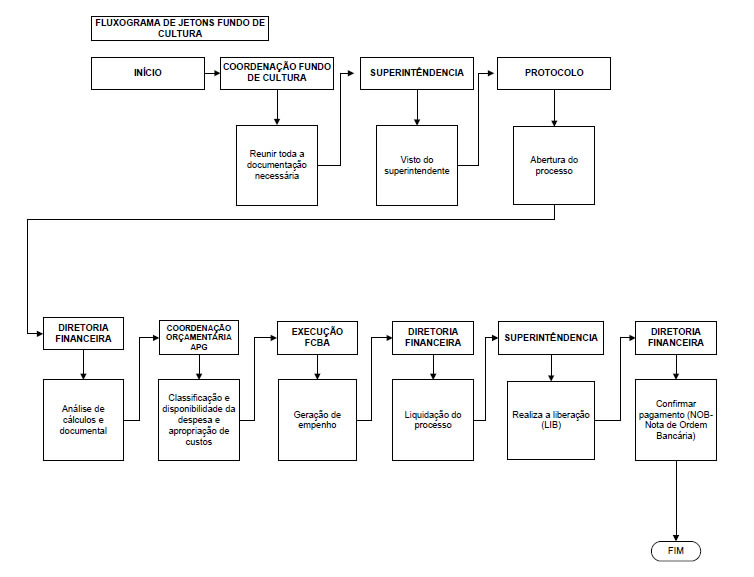 FLUXOGRAMA DE JETONS FUNDO DE
CULTURA
INÍCIO
COORDENAÇÃO FUNDO
DE CULTURA
SUPERINTÊNDENCIA
PROTOCOLO
Reunir toda a
documentação
necessária
Visto do
superintendente
Abertura do
processo
DIRETORIA
FINANCEIRA
COORDENAÇÃO
ORÇAMENTÁRIA
APG
EXECUÇÃO
FCBA
DIRETORIA
FINANCEIRA
SUPERINTÊNDENCIA
DIRETORIA
FINANCEIRA
Análise de
cálculos e
documental
Classificação e
disponibilidade da
despesa e
apropriação de
custos
Geração de
empenho
Liquidação do
processo
Realiza a liberação
(LIB)
Confirmar
pagamento (NOB-
Nota de Ordem
Bancária)
FIM